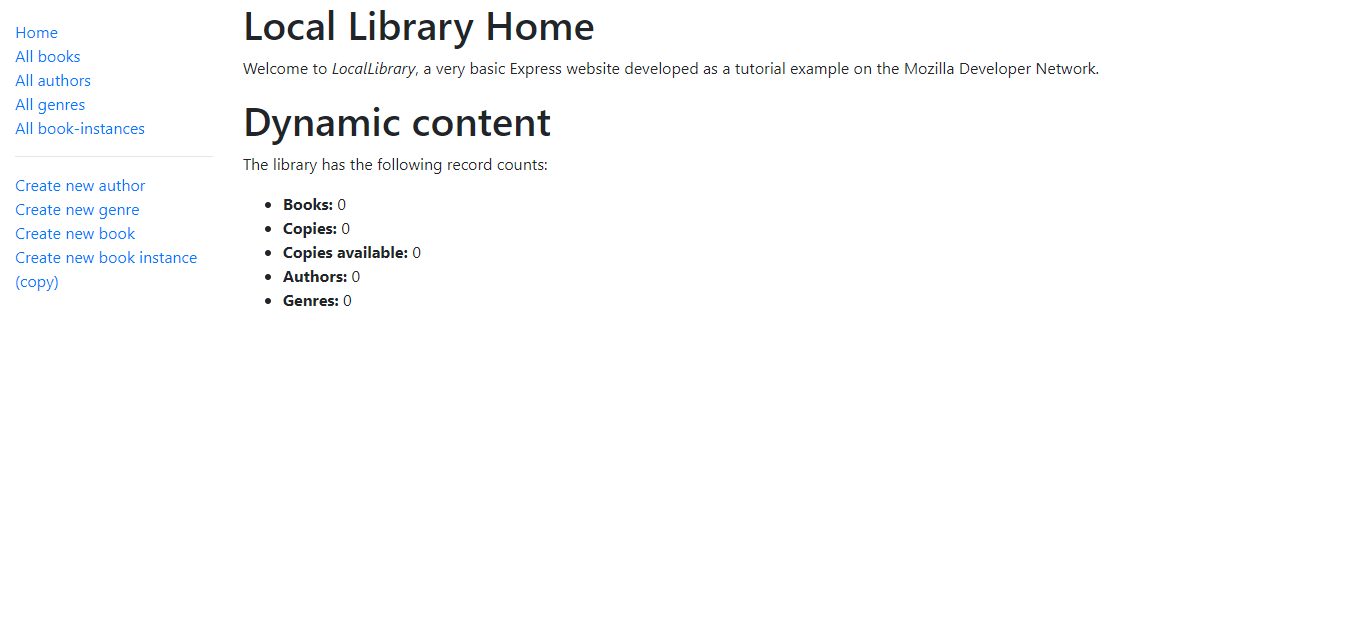 Home
All books
All authors
All genres
All book-instances
Create new author
Create new genre
Create new book
Create new book instance
(copy)
Local Library Home
Welcome to LocalLibrary, a very basic Express website developed as a tutorial example on the Mozilla Developer Network.
Dynamic content
The library has the following record counts:
Books: 0
Copies: 0
Copies available: 0
Authors: 0
Genres: 0